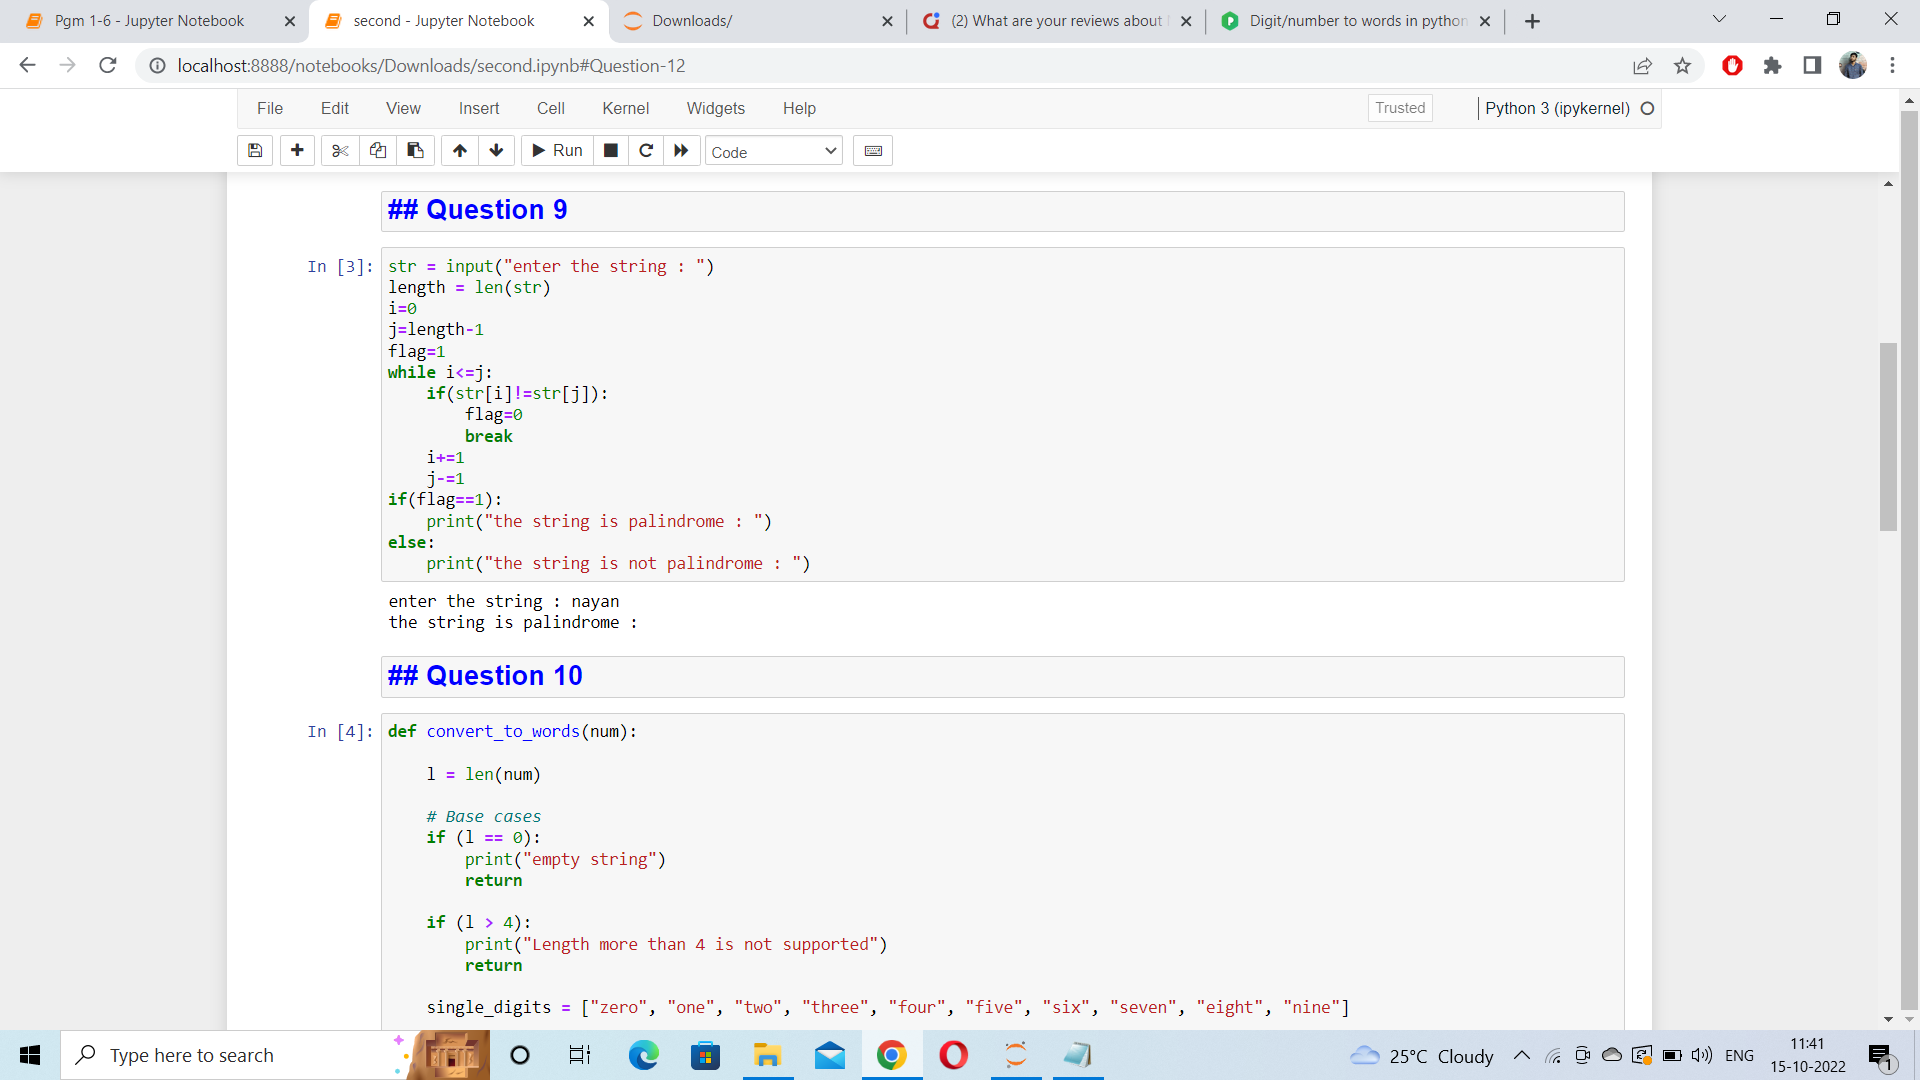 Pgm 1-6 - Jupyter Notebook
second - Jupyter Notebook
Downloads/
(2) What are your reviews about
Digit/number to words in python
localhost:8888/notebooks/Downloads/second.ipynb#Question-12
File Edit View Insert Cell Kernel Widgets Help
Trusted
Python 3 (ipykernel)
Run
Code
## Question 9
In [3]:
str = input("enter the string : ")
length = len(str)
i=0
j=length-1
flag=1
while i<=j:
    if(str[i]!=str[j]):
        flag=0
        break
    i+=1
    j-=1
if(flag==1):
    print("the string is palindrome : ")
else:
    print("the string is not palindrome : ")
enter the string : nayan
the string is palindrome :
## Question 10
In [4]:
def convert_to_words(num):
    l = len(num)
    # Base cases
    if (l == 0):
        print("empty string")
        return
    if (l > 4):
        print("Length more than 4 is not supported")
        return
    single_digits = ["zero", "one", "two", "three", "four", "five", "six", "seven", "eight", "nine"]
Type here to search
25°C Cloudy
ENG
11:41
15-10-2022
1